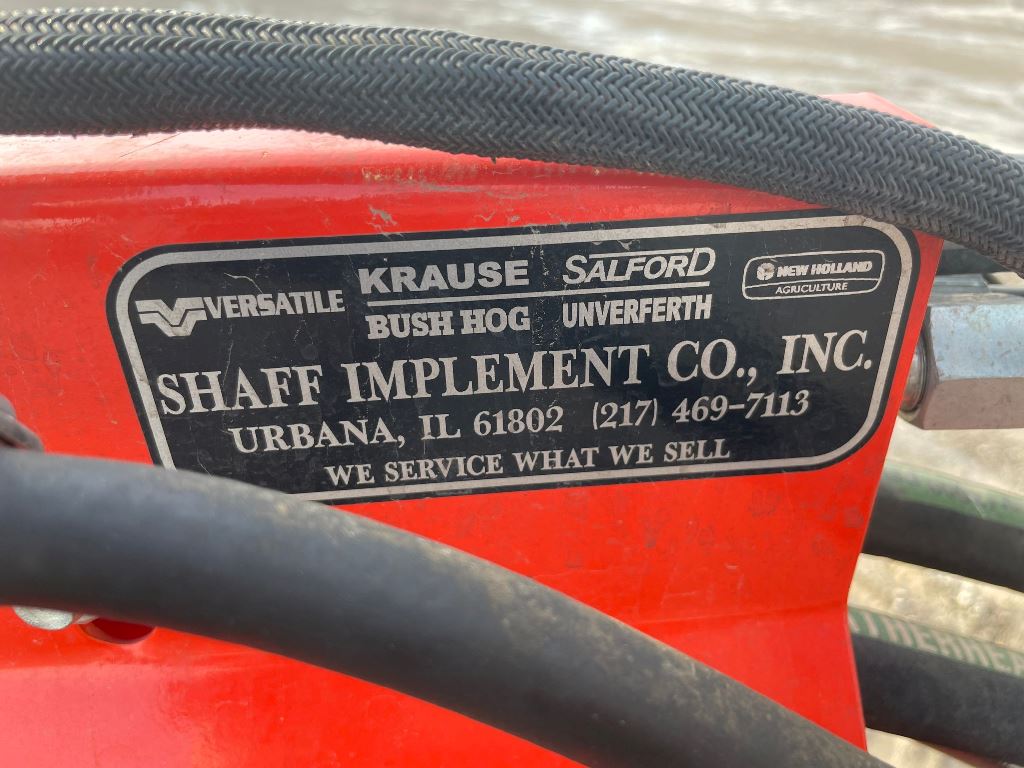 VERSATILE
KRAUSE
BUSH HOG
SALFORD
UNVERFERTH
NEW HOLLAND
AGRICULTURE
SHAFF IMPLEMENT CO., INC.
URBANA, IL 61802 (217) 469-7113
WE SERVICE WHAT WE SELL